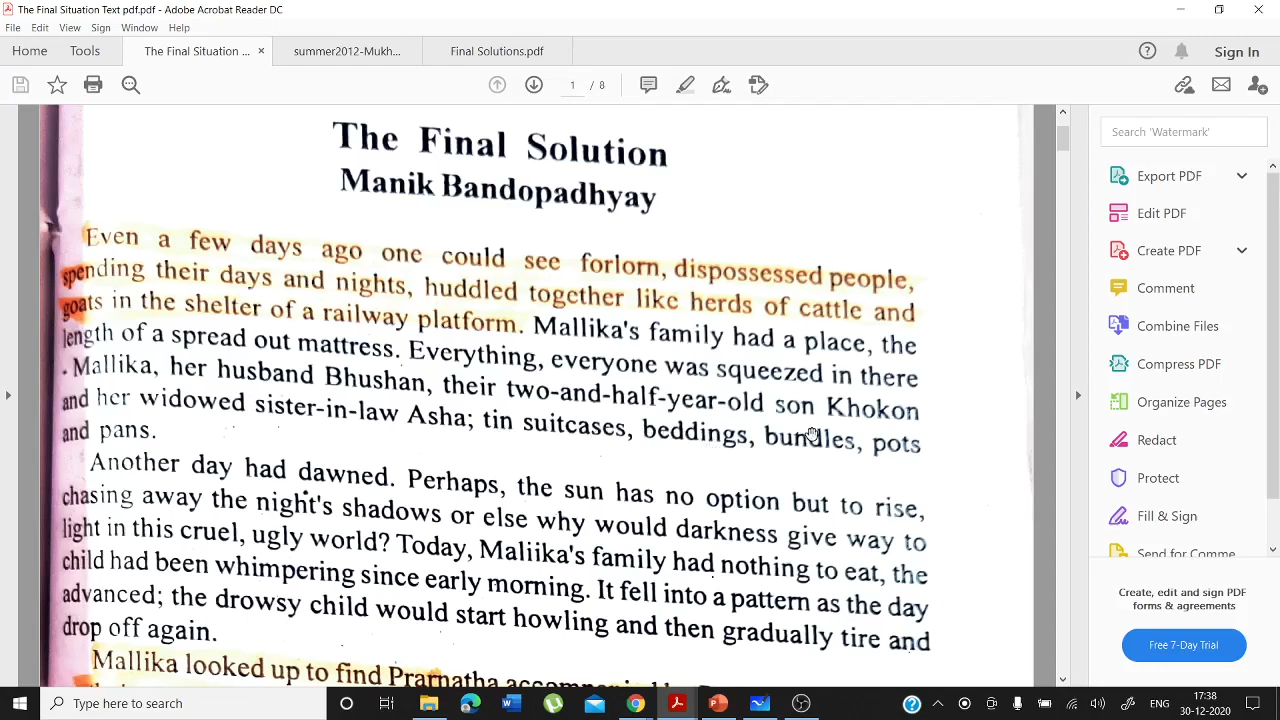 The Final Situation Text pdf.pdf - Adobe Acrobat Reader DC
File Edit View Sign Window Help
Home Tools The Final Situation ... × summer2012-Mukh... Final Solutions.pdf Sign In
1 / 8
Search 'Watermark'
Export PDF
Edit PDF
Create PDF
Comment
Combine Files
Compress PDF
Organize Pages
Redact
Protect
Fill & Sign
Send for Comme
Create, edit and sign PDF
forms & agreements
Free 7-Day Trial
The Final Solution
Manik Bandopadhyay
Even a few days ago one could see forlorn, dispossessed people,
spending their days and nights, huddled together like herds of cattle and
goats in the shelter of a railway platform. Mallika's family had a place, the
length of a spread out mattress. Everything, everyone was squeezed in there
. Mallika, her husband Bhushan, their two-and-half-year-old son Khokon
and her widowed sister-in-law Asha; tin suitcases, beddings, bundles, pots
and pans.
Another day had dawned. Perhaps, the sun has no option but to rise,
chasing away the night's shadows or else why would darkness give way to
light in this cruel, ugly world? Today, Maliika's family had nothing to eat, the
child had been whimpering since early morning. It fell into a pattern as the day
advanced; the drowsy child would start howling and then gradually tire and
drop off again.
Mallika looked up to find Pramatha accompanied
Type here to search
ENG
17:38
30-12-2020